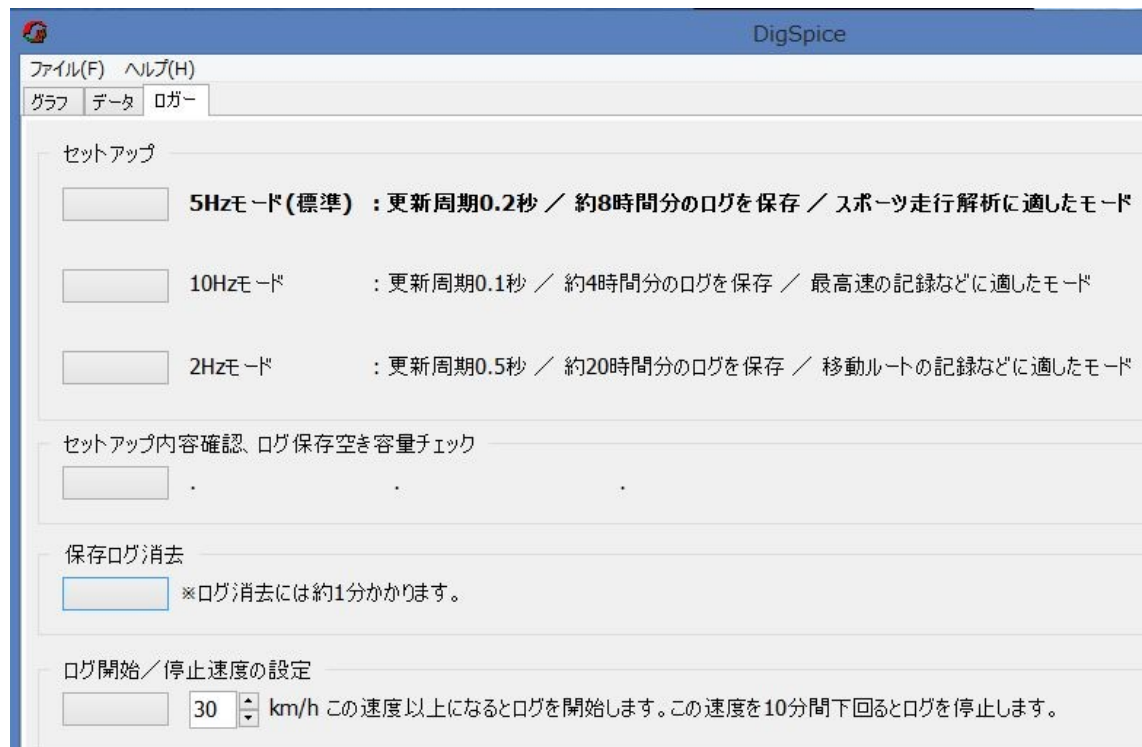 DigSpice
ファイル(F) ヘルプ(H)
グラフ データ ロガー
セットアップ
5Hzモード(標準) : 更新周期0.2秒 / 約8時間分のログを保存 / スポーツ走行解析に適したモード
10Hzモード : 更新周期0.1秒 / 約4時間分のログを保存 / 最高速の記録などに適したモード
2Hzモード : 更新周期0.5秒 / 約20時間分のログを保存 / 移動ルートの記録などに適したモード
セットアップ内容確認、ログ保存空き容量チェック
. . .
保存ログ消去
※ログ消去には約1分かかります。
ログ開始/停止速度の設定
30 km/h この速度以上になるとログを開始します。この速度を10分間下回るとログを停止します。